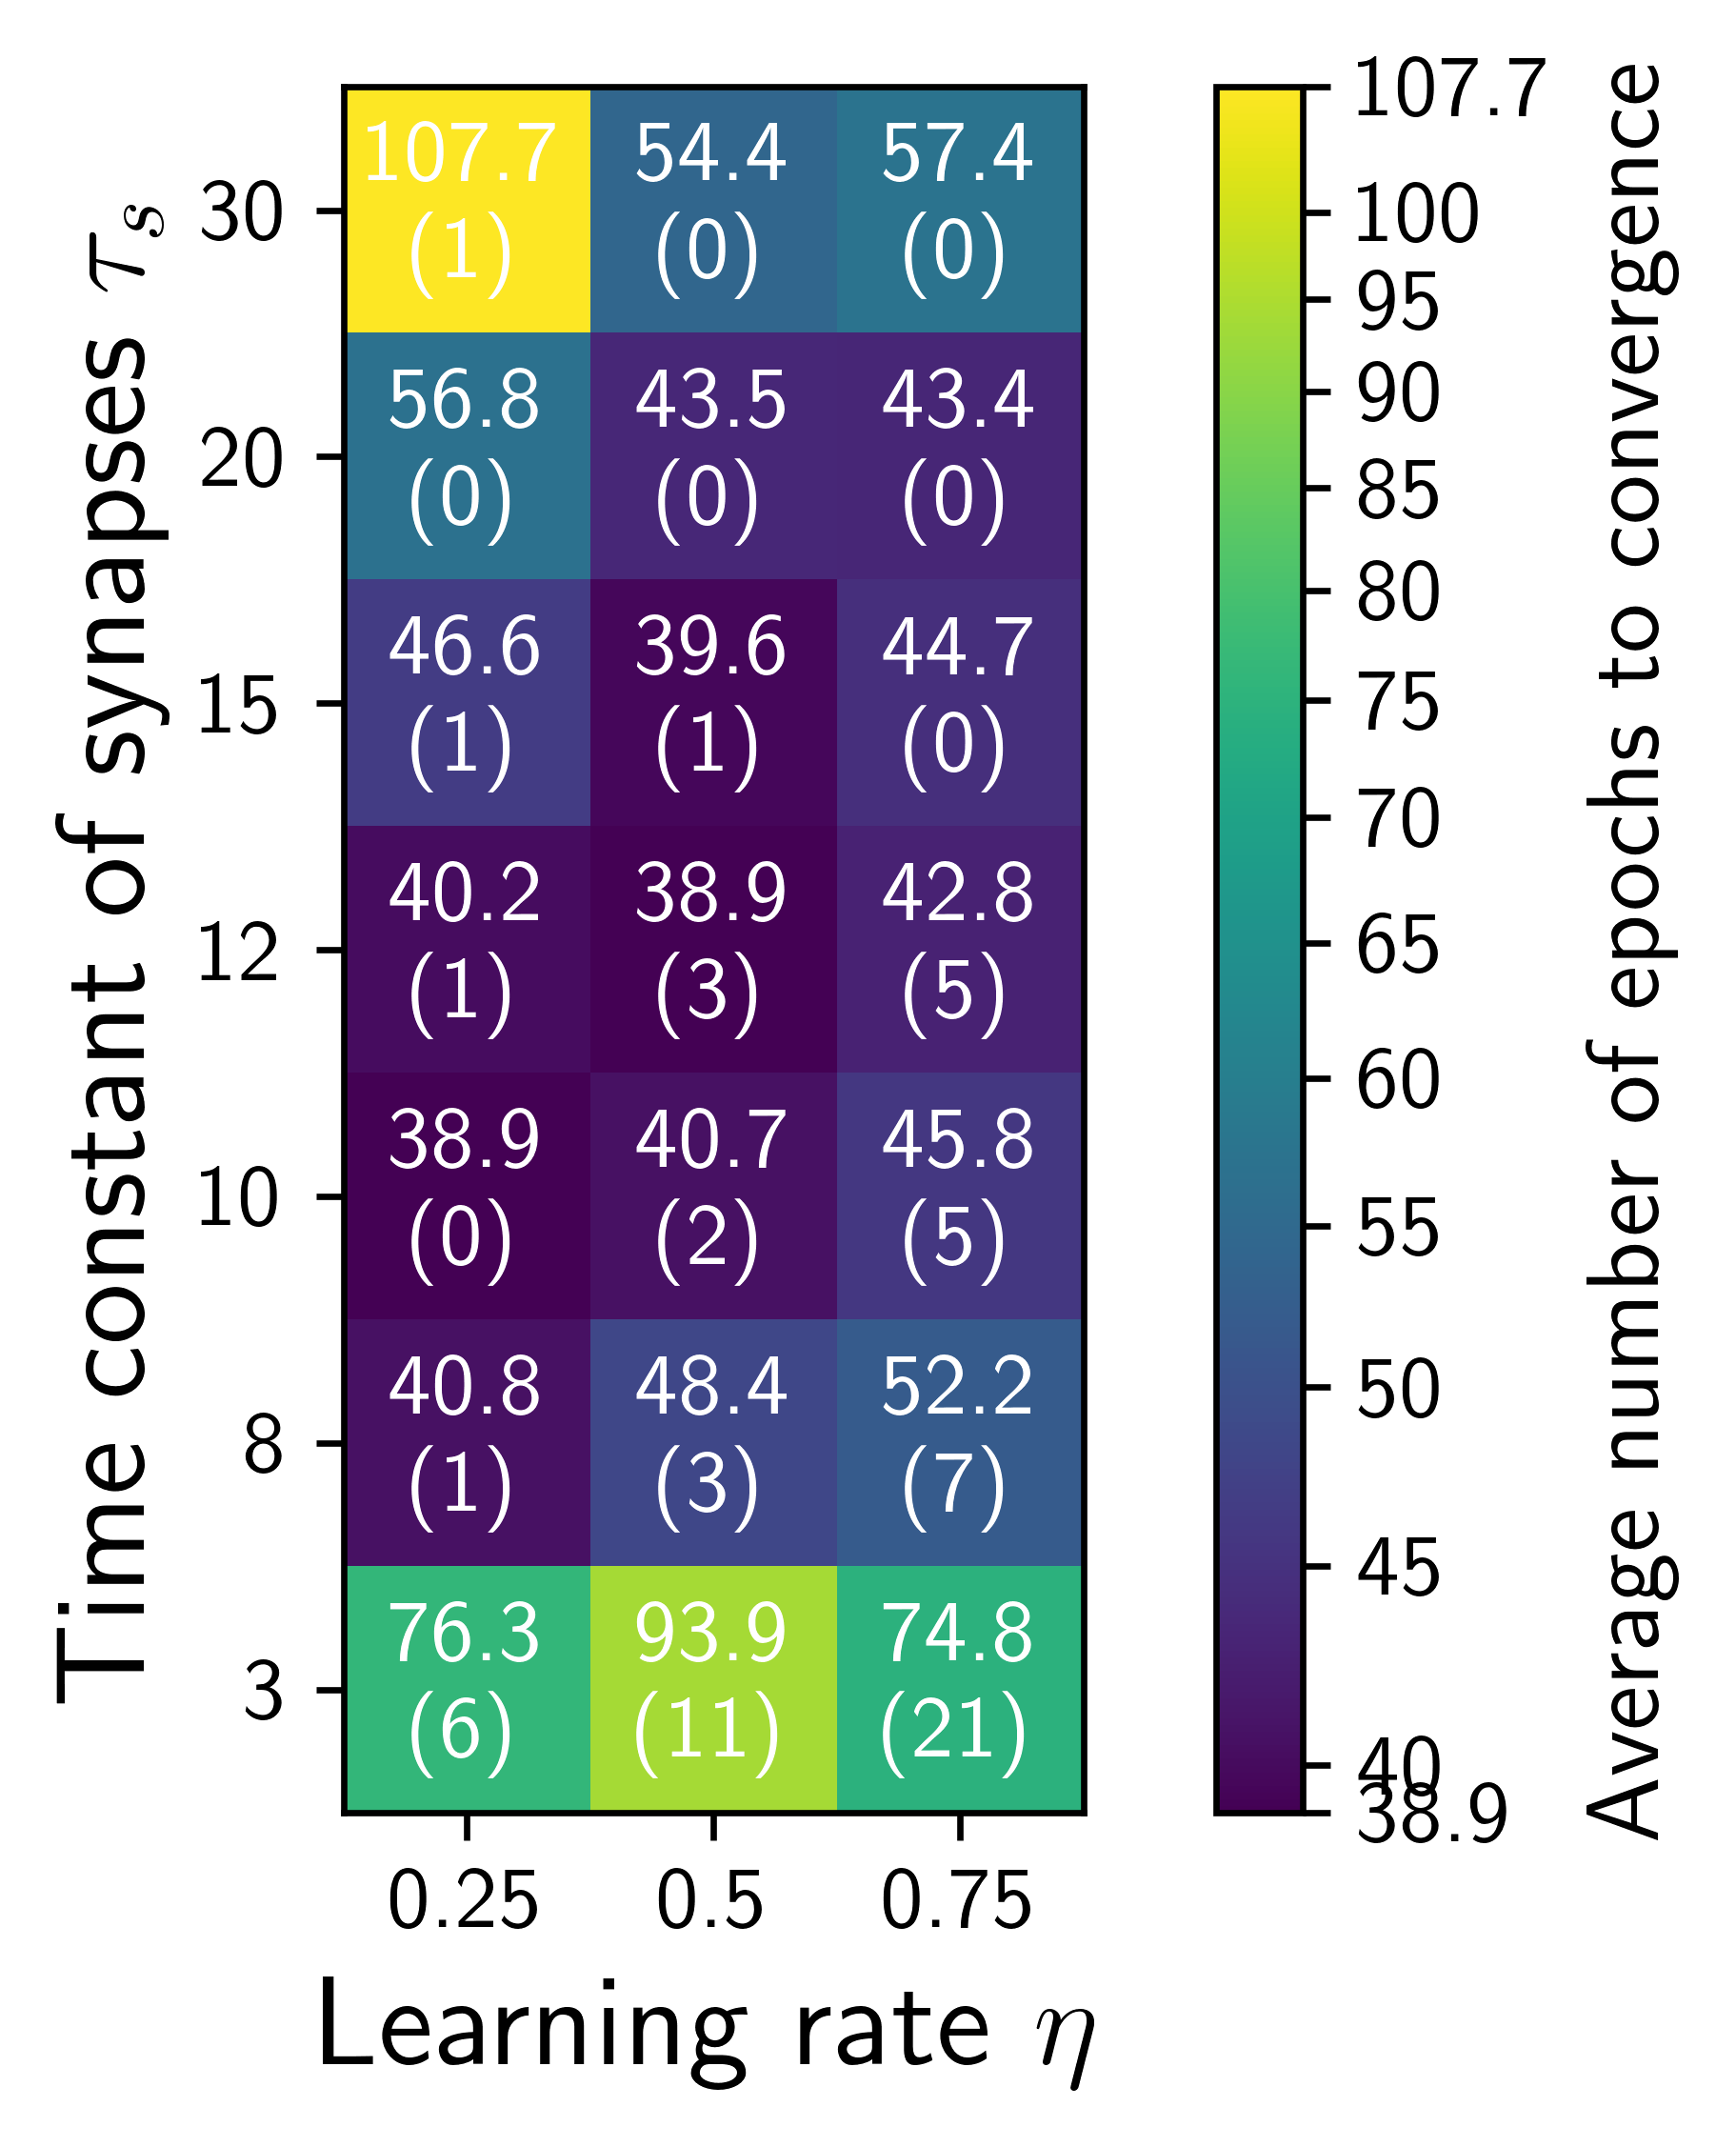 Time constant of synapses τs
30
20
15
12
10
8
3
107.7 54.4 57.4
(1) (0) (0)
56.8 43.5 43.4
(0) (0) (0)
46.6 39.6 44.7
(1) (1) (0)
40.2 38.9 42.8
(1) (3) (5)
38.9 40.7 45.8
(0) (2) (5)
40.8 48.4 52.2
(1) (3) (7)
76.3 93.9 74.8
(6) (11) (21)
0.25 0.5 0.75
Learning rate η
107.7
100
95
90
85
80
75
70
65
60
55
50
45
40
38.9
Average number of epochs to convergence